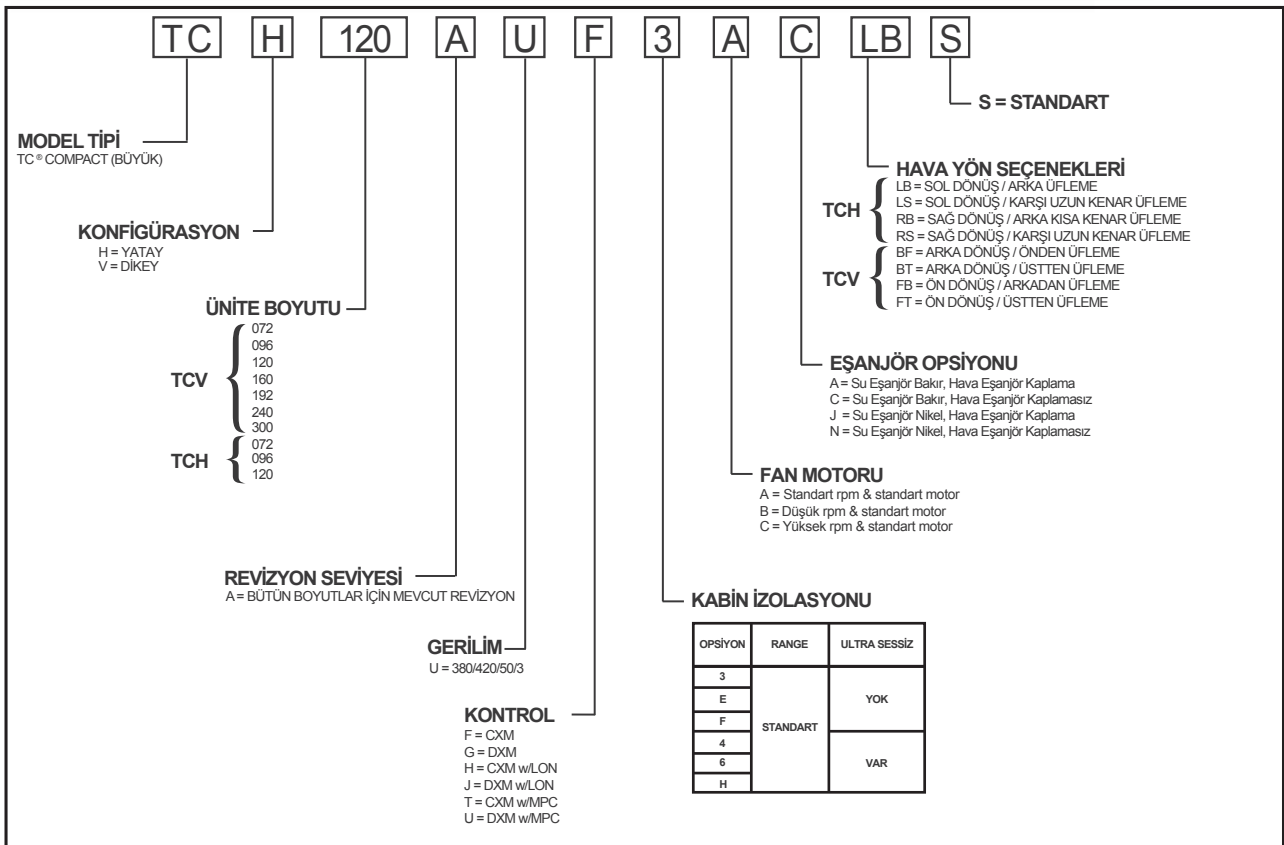 TC H 120 A U F 3 A C LB S
S = STANDART
MODEL TİPİ
TC® COMPACT (BÜYÜK)
HAVA YÖN SEÇENEKLERİ
TCH
LB = SOL DÖNÜŞ / ARKA ÜFLEME
LS = SOL DÖNÜŞ / KARŞI UZUN KENAR ÜFLEME
RB = SAĞ DÖNÜŞ / ARKA KISA KENAR ÜFLEME
RS = SAĞ DÖNÜŞ / KARŞI UZUN KENAR ÜFLEME
TCV
BF = ARKA DÖNÜŞ / ÖNDEN ÜFLEME
BT = ARKA DÖNÜŞ / ÜSTTEN ÜFLEME
FB = ÖN DÖNÜŞ / ARKADAN ÜFLEME
FT = ÖN DÖNÜŞ / ÜSTTEN ÜFLEME
KONFİGÜRASYON
H = YATAY
V = DİKEY
ÜNİTE BOYUTU
TCV
072
096
120
160
192
240
300
TCH
072
096
120
EŞANJÖR OPSİYONU
A = Su Eşanjör Bakır, Hava Eşanjör Kaplama
C = Su Eşanjör Bakır, Hava Eşanjör Kaplamasız
J = Su Eşanjör Nikel, Hava Eşanjör Kaplama
N = Su Eşanjör Nikel, Hava Eşanjör Kaplamasız
FAN MOTORU
A = Standart rpm & standart motor
B = Düşük rpm & standart motor
C = Yüksek rpm & standart motor
REVİZYON SEVİYESİ
A = BÜTÜN BOYUTLAR İÇİN MEVCUT REVİZYON
KABİN İZOLASYONU
OPSİYON RANGE ULTRA SESSİZ
3
E
F
4
6
H
STANDART
YOK
VAR
GERİLİM
U = 380/420/50/3
KONTROL
F = CXM
G = DXM
H = CXM w/LON
J = DXM w/LON
T = CXM w/MPC
U = DXM w/MPC